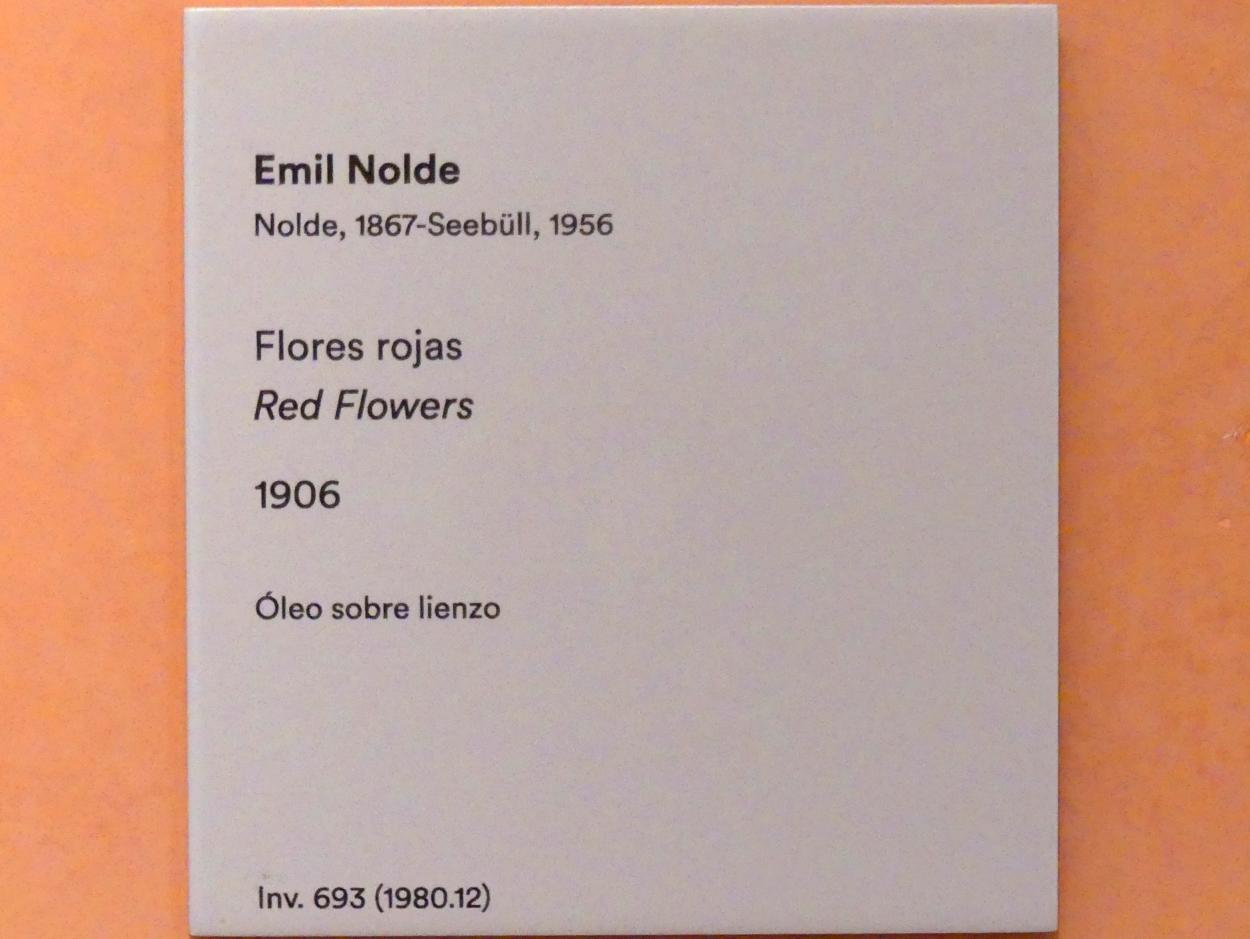 Emil Nolde
Nolde, 1867-Seebüll, 1956
Flores rojas
Red Flowers
1906
Óleo sobre lienzo
Inv. 693 (1980.12)